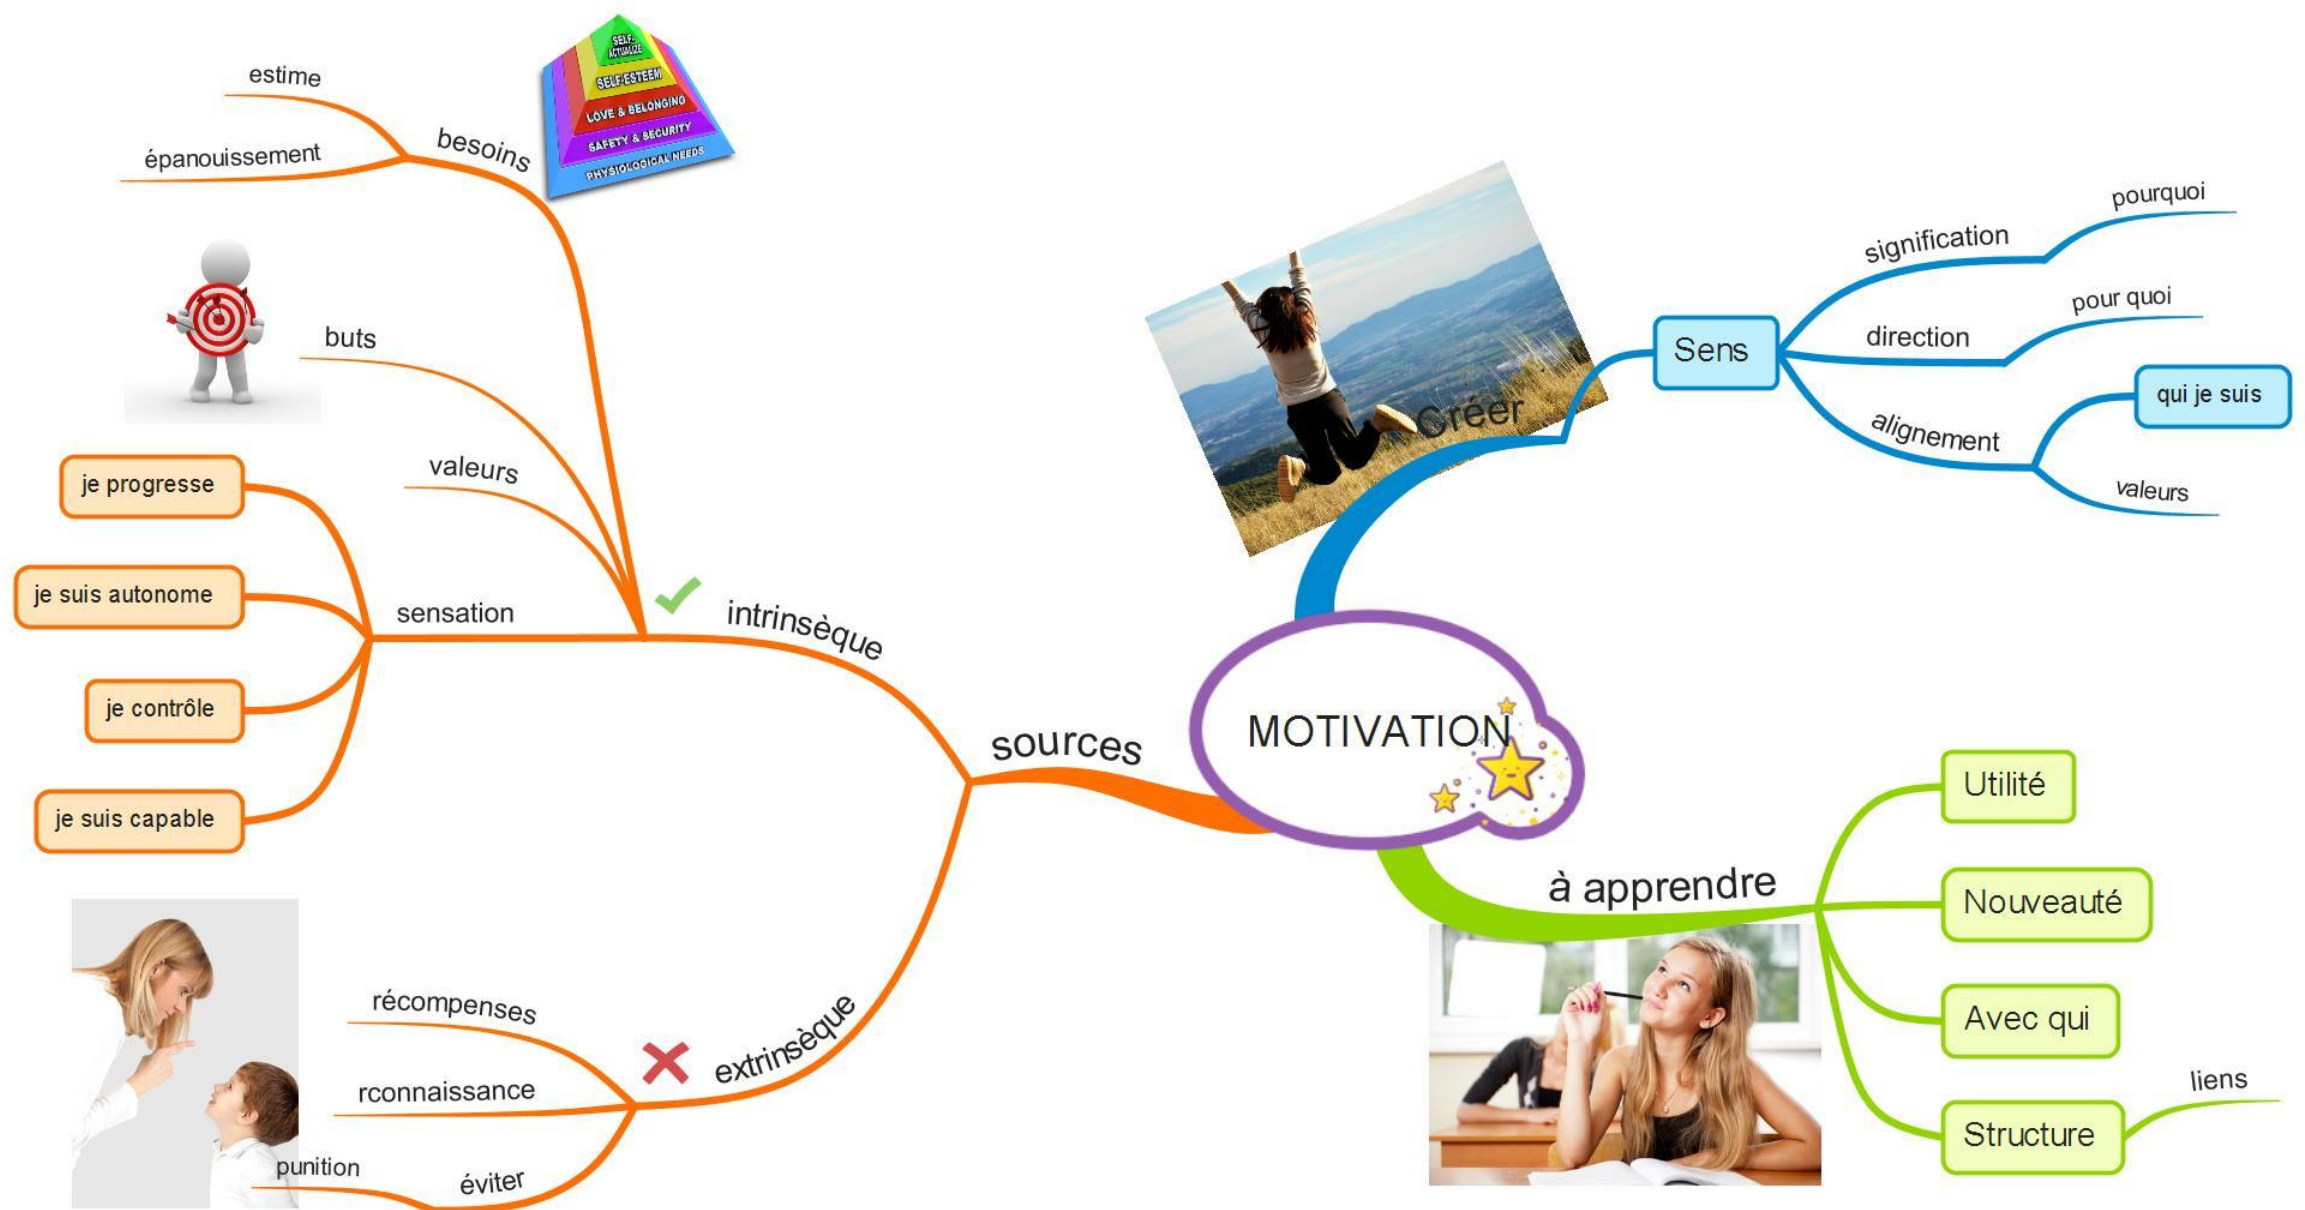 MOTIVATION
Créer
Sens
signification
pourquoi
direction
pour quoi
alignement
qui je suis
valeurs
à apprendre
Utilité
Nouveauté
Avec qui
Structure
liens
sources
intrinsèque
besoins
estime
épanouissement
SELF-
ACTUALIZE
SELF-ESTEEM
LOVE & BELONGING
SAFETY & SECURITY
PHYSIOLOGICAL NEEDS
buts
valeurs
sensation
je progresse
je suis autonome
je contrôle
je suis capable
extrinsèque
récompenses
rconnaissance
éviter
punition